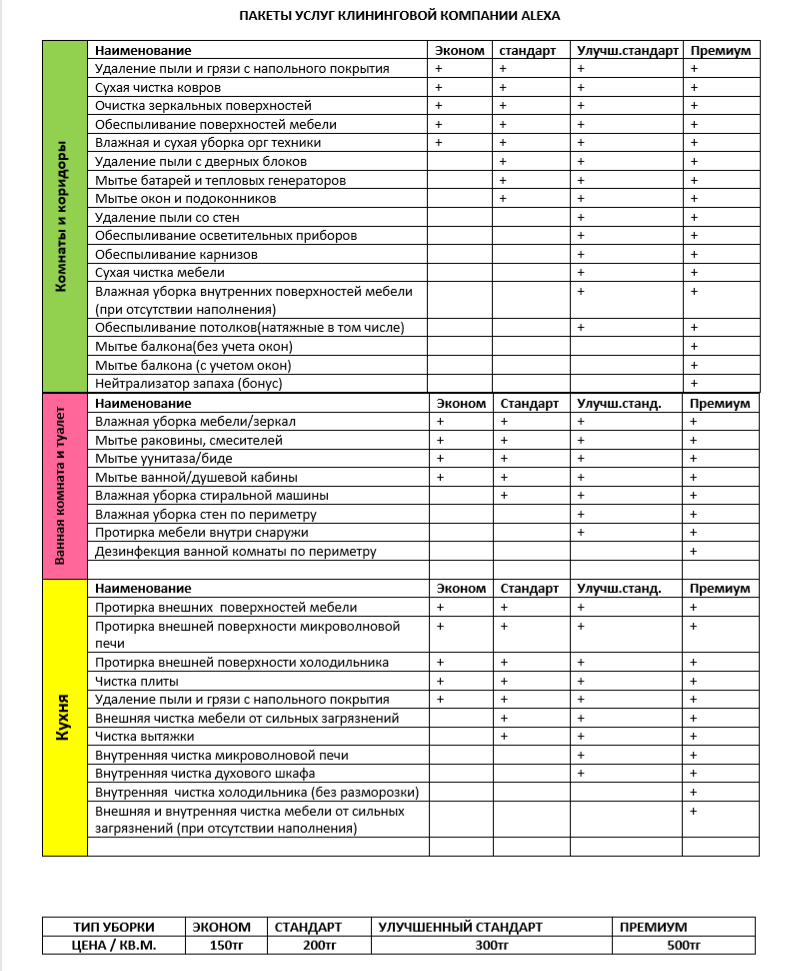 ПАКЕТЫ УСЛУГ КЛИНИНГОВОЙ КОМПАНИИ ALEXA
Комнаты и коридоры
Наименование Эконом стандарт Улучш.стандарт Премиум
Удаление пыли и грязи с напольного покрытия + + + +
Сухая чистка ковров + + + +
Очистка зеркальных поверхностей + + + +
Обеспыливание поверхностей мебели + + + +
Влажная и сухая уборка орг техники + + + +
Удаление пыли с дверных блоков + + +
Мытье батарей и тепловых генераторов + + +
Мытье окон и подоконников + + +
Удаление пыли со стен + +
Обеспыливание осветительных приборов + +
Обеспыливание карнизов + +
Сухая чистка мебели + +
Влажная уборка внутренних поверхностей мебели + +
(при отсутствии наполнения)
Обеспыливание потолков(натяжные в том числе) + +
Мытье балкона(без учета окон) +
Мытье балкона (с учетом окон) +
Нейтрализатор запаха (бонус) +
Ванная комната и туалет
Наименование Эконом Стандарт Улучш.станд. Премиум
Влажная уборка мебели/зеркал + + + +
Мытье раковины, смесителей + + + +
Мытье уунитаза/биде + + + +
Мытье ванной/душевой кабины + + + +
Влажная уборка стиральной машины + + +
Влажная уборка стен по периметру + +
Протирка мебели внутри снаружи + +
Дезинфекция ванной комнаты по периметру +
Кухня
Наименование Эконом Стандарт Улучш.станд. Премиум
Протирка внешних поверхностей мебели + + + +
Протирка внешней поверхности микроволновой + + + +
печи
Протирка внешней поверхности холодильника + + + +
Чистка плиты + + + +
Удаление пыли и грязи с напольного покрытия + + + +
Внешняя чистка мебели от сильных загрязнений + + +
Чистка вытяжки + + +
Внутренняя чистка микроволновой печи + +
Внутренняя чистка духового шкафа + +
Внутренняя чистка холодильника (без разморозки) +
Внешняя и внутренняя чистка мебели от сильных +
загрязнений (при отсутствии наполнения)
ТИП УБОРКИ ЭКОНОМ СТАНДАРТ УЛУЧШЕННЫЙ СТАНДАРТ ПРЕМИУМ
ЦЕНА / КВ.М. 150тг 200тг 300тг 500тг